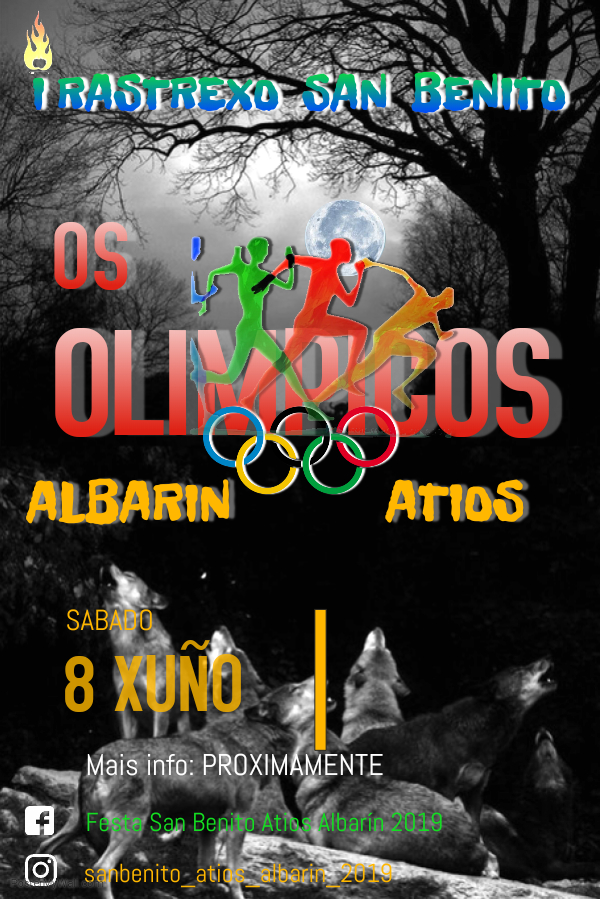 I RASTREXO SAN BENITO
OS
OLIMPICOS
ALBARIN ATIOS
SABADO
8 XUÑO
Mais info: PROXIMAMENTE
Festa San Benito Atios Albarin 2019
sanbenito_atios_albarin_2019